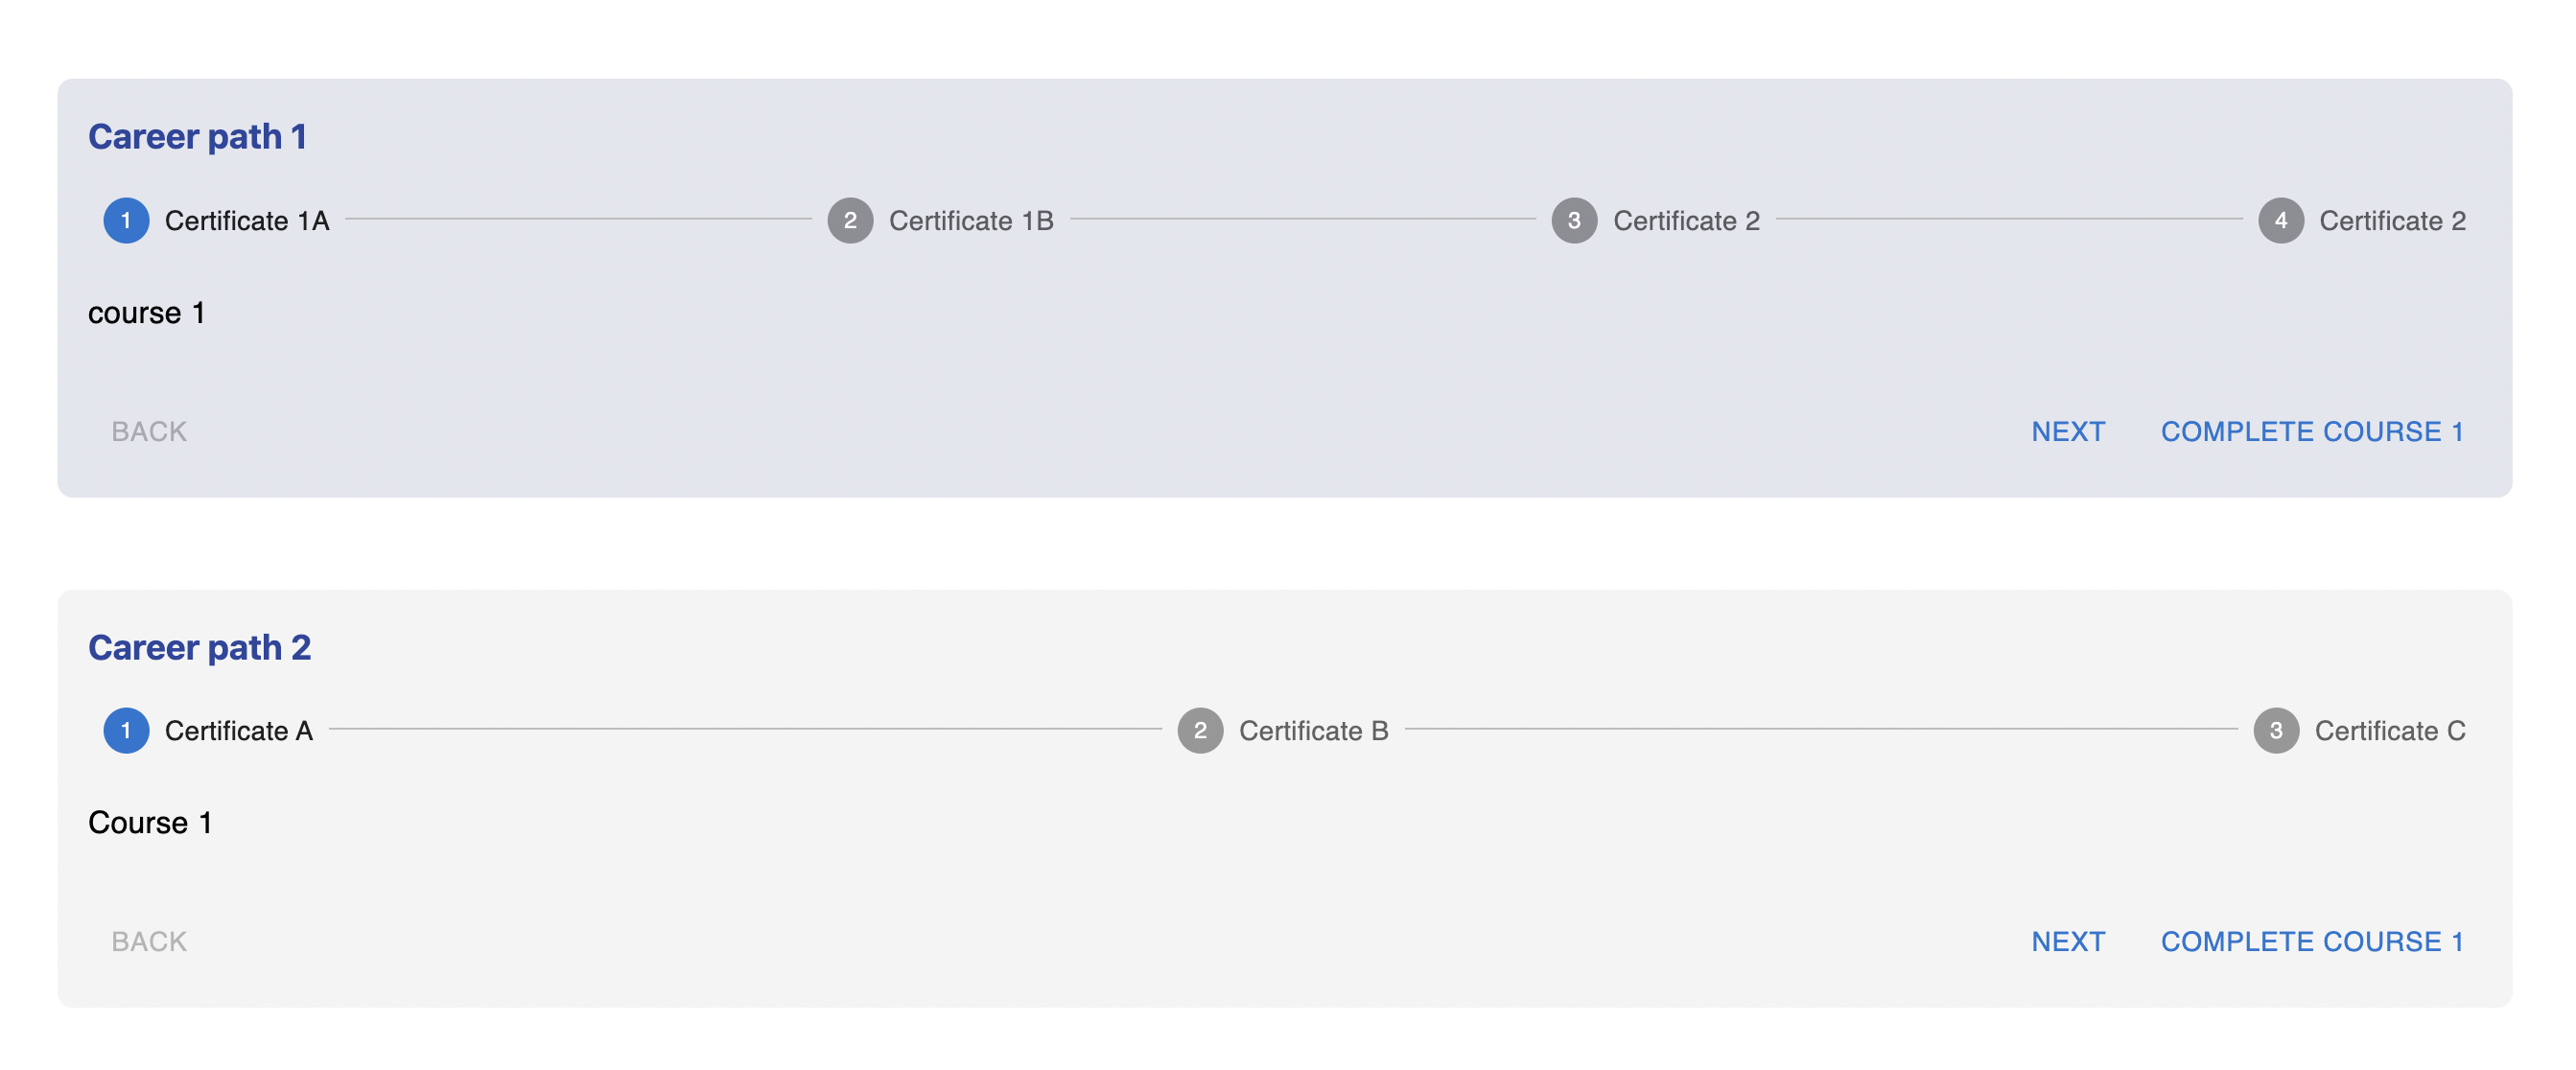 Career path 1
1 Certificate 1A 2 Certificate 1B 3 Certificate 2 4 Certificate 2
course 1
BACK NEXT COMPLETE COURSE 1
Career path 2
1 Certificate A 2 Certificate B 3 Certificate C
Course 1
BACK NEXT COMPLETE COURSE 1